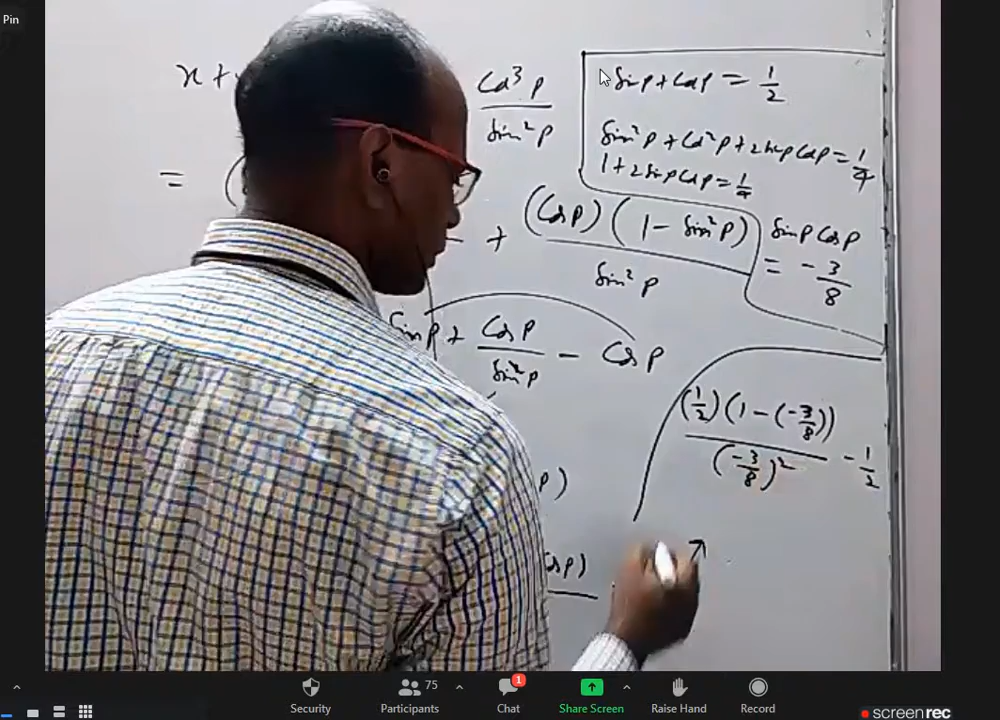 Pin
x +
Cos³ p / sin² p
sin p + cos p = 1/2
sin² p + cos² p + 2 sin p cos p = 1/4
1 + 2 sin p cos p = 1/4
= (
+ (cos p) (1 - sin² p) / sin² p
sin p cos p
= - 3/8
sin p + cos p / sin² p - cos p
(1/2) (1 - (-3/8)) / (-3/8)² - 1/2
p)
cos p)
Security
75
Participants
1
Chat
Share Screen
Raise Hand
Record
screenrec